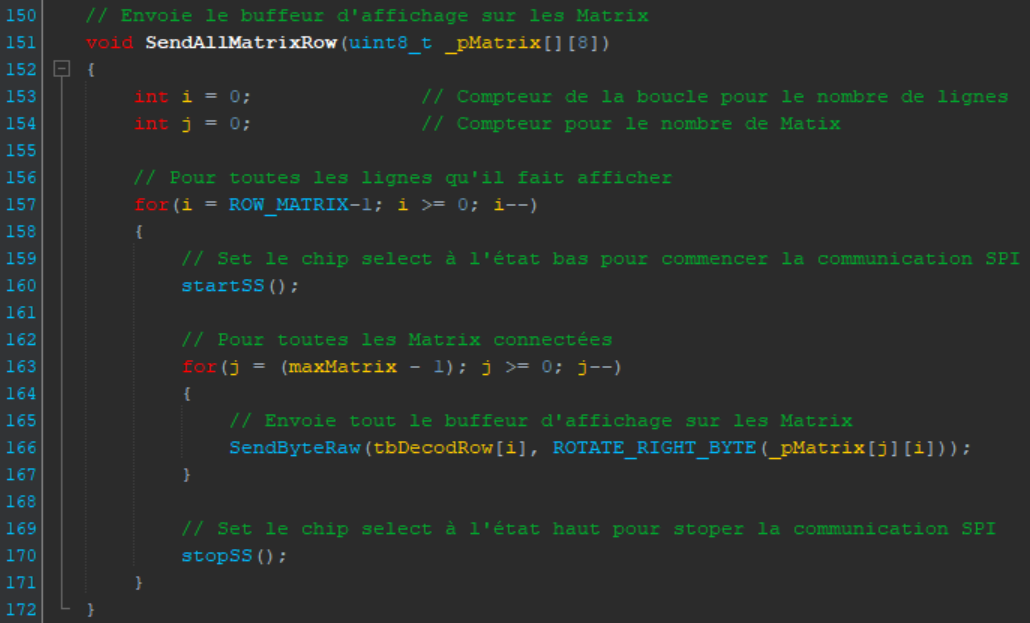 150 // Envoie le buffeur d'affichage sur les Matrix
151 void SendAllMatrixRow(uint8_t _pMatrix[][8])
152 {
153 int i = 0; // Compteur de la boucle pour le nombre de lignes
154 int j = 0; // Compteur pour le nombre de Matix
155
156 // Pour toutes les lignes qu'il fait afficher
157 for(i = ROW_MATRIX-1; i >= 0; i--)
158 {
159 // Set le chip select à l'état bas pour commencer la communication SPI
160 startSS();
161
162 // Pour toutes les Matrix connectées
163 for(j = (maxMatrix - 1); j >= 0; j--)
164 {
165 // Envoie tout le buffeur d'affichage sur les Matrix
166 SendByteRaw(tbDecodRow[i], ROTATE_RIGHT_BYTE(_pMatrix[j][i]));
167 }
168
169 // Set le chip select à l'état haut pour stoper la communication SPI
170 stopSS();
171 }
172 }